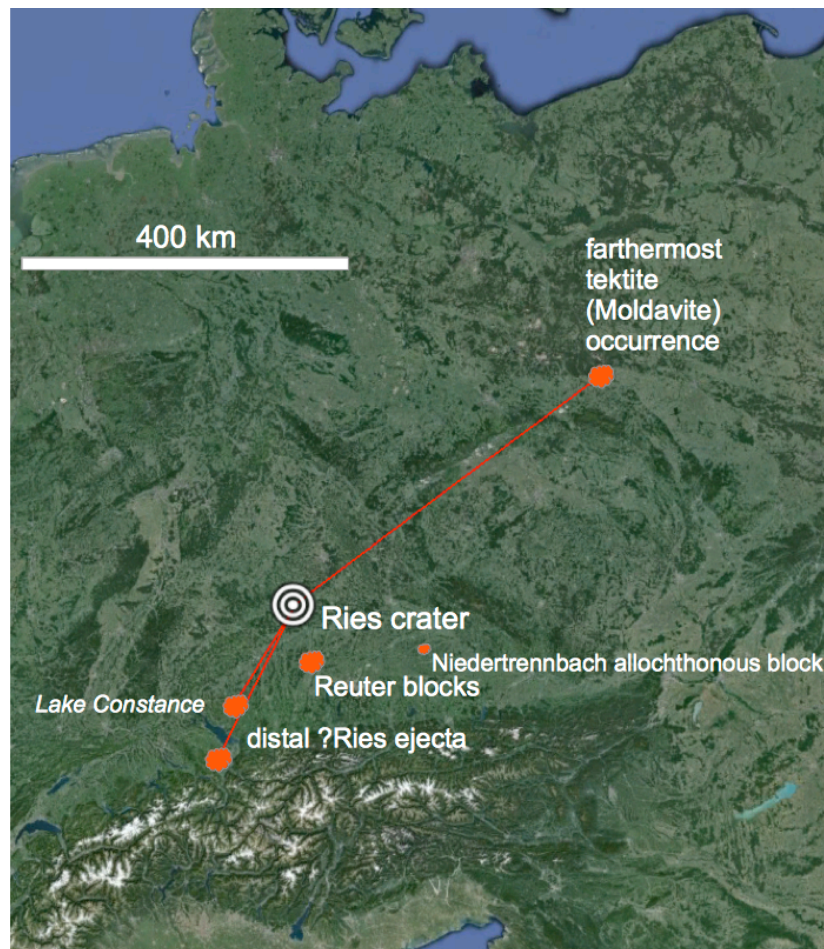 400 km
farthermost
tektite
(Moldavite)
occurrence
Ries crater
Niedertrennbach allochthonous block
Reuter blocks
Lake Constance
distal ?Ries ejecta